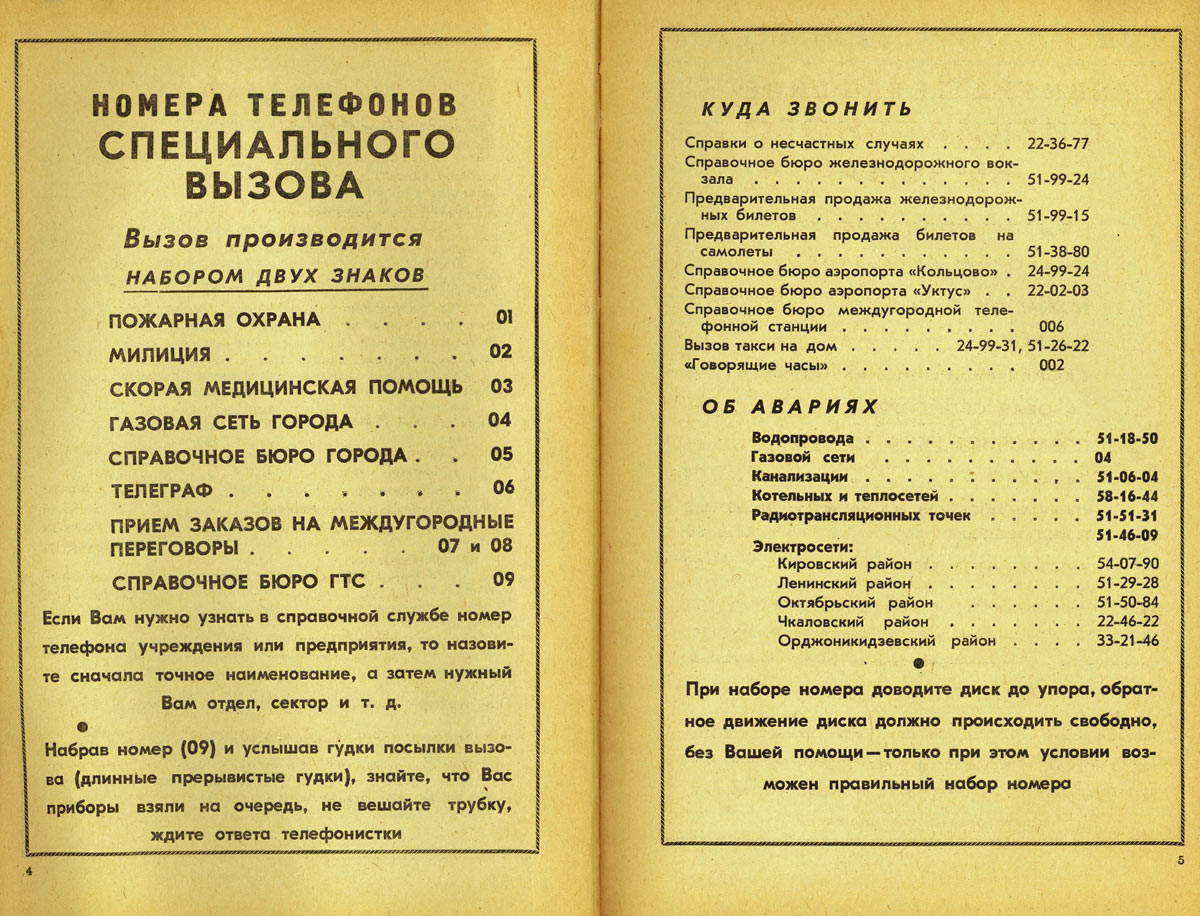 НОМЕРА ТЕЛЕФОНОВ
СПЕЦИАЛЬНОГО
ВЫЗОВА
Вызов производится
НАБОРОМ ДВУХ ЗНАКОВ
ПОЖАРНАЯ ОХРАНА . . . . 01
МИЛИЦИЯ . . . . . . . 02
СКОРАЯ МЕДИЦИНСКАЯ ПОМОЩЬ 03
ГАЗОВАЯ СЕТЬ ГОРОДА . . . 04
СПРАВОЧНОЕ БЮРО ГОРОДА . . 05
ТЕЛЕГРАФ . . . . . . . 06
ПРИЕМ ЗАКАЗОВ НА МЕЖДУГОРОДНЫЕ
ПЕРЕГОВОРЫ . . . . . 07 и 08
СПРАВОЧНОЕ БЮРО ГТС . . . 09
Если Вам нужно узнать в справочной службе номер
телефона учреждения или предприятия, то назови-
те сначала точное наименование, а затем нужный
Вам отдел, сектор и т. д.
●
Набрав номер (09) и услышав гудки посылки вызо-
ва (длинные прерывистые гудки), знайте, что Вас
приборы взяли на очередь, не вешайте трубку,
ждите ответа телефонистки
4
КУДА ЗВОНИТЬ
Справки о несчастных случаях . . . . 22-36-77
Справочное бюро железнодорожного вок-
зала . . . . . . . . . . . . . 51-99-24
Предварительная продажа железнодорож-
ных билетов . . . . . . . . . . 51-99-15
Предварительная продажа билетов на
самолеты . . . . . . . . . . . 51-38-80
Справочное бюро аэропорта «Кольцово» . 24-99-24
Справочное бюро аэропорта «Уктус» . . 22-02-03
Справочное бюро междугородной теле-
фонной станции . . . . . . . . . 006
Вызов такси на дом . . . . . 24-99-31, 51-26-22
«Говорящие часы» . . . . . . . . . 002
ОБ АВАРИЯХ
Водопровода . . . . . . . . . . . 51-18-50
Газовой сети . . . . . . . . . . 04
Канализации . . . . . . . . . . . 51-06-04
Котельных и теплосетей . . . . . . . 58-16-44
Радиотрансляционных точек . . . . . 51-51-31
51-46-09
Электросети:
Кировский район . . . . . . . . 54-07-90
Ленинский район . . . . . . . . 51-29-28
Октябрьский район . . . . . . 51-50-84
Чкаловский район . . . . . . . 22-46-22
Орджоникидзевский район . . . . 33-21-46
●
При наборе номера доводите диск до упора, обрат-
ное движение диска должно происходить свободно,
без Вашей помощи—только при этом условии воз-
можен правильный набор номера
5